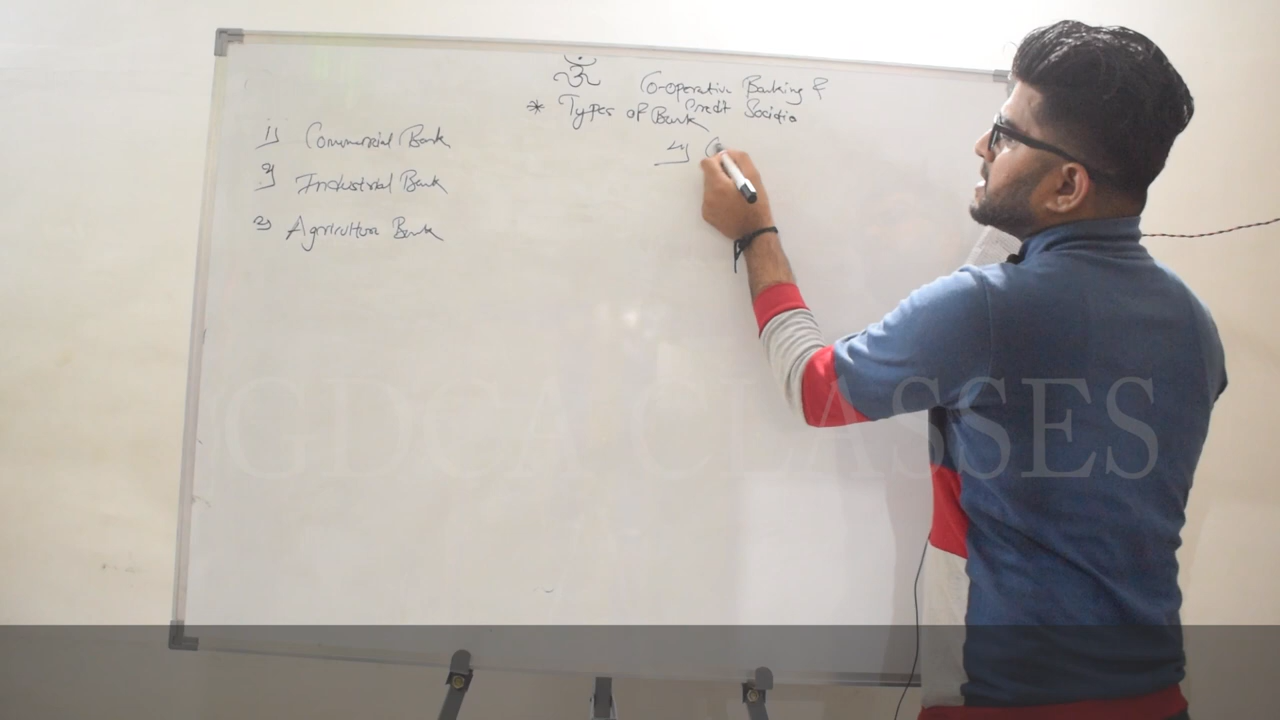 ॐ
Co-operative Banking &
Credit Societies
* Types of Bank
1) Commercial Bank
2) Industrial Bank
3) Agriculture Bank
4) C
GDCA CLASSES